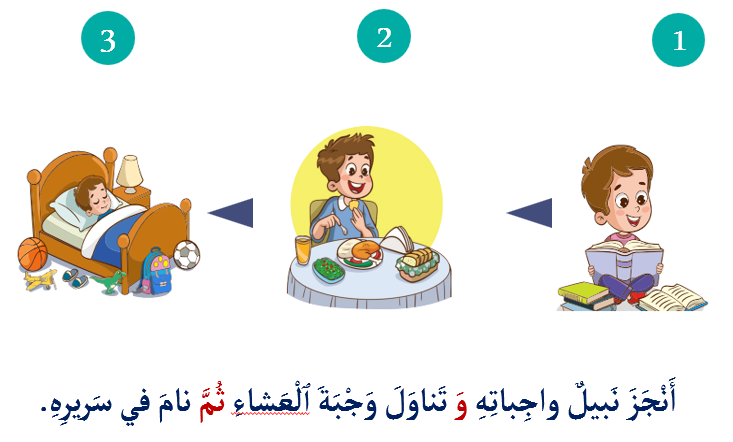 1 2 3
أَنْجَزَ نَبيلٌ واجِباتِهِ وَ تَناوَلَ وَجْبَةَ ٱلْعَشاءِ ثُمَّ نامَ في سَريرِهِ.